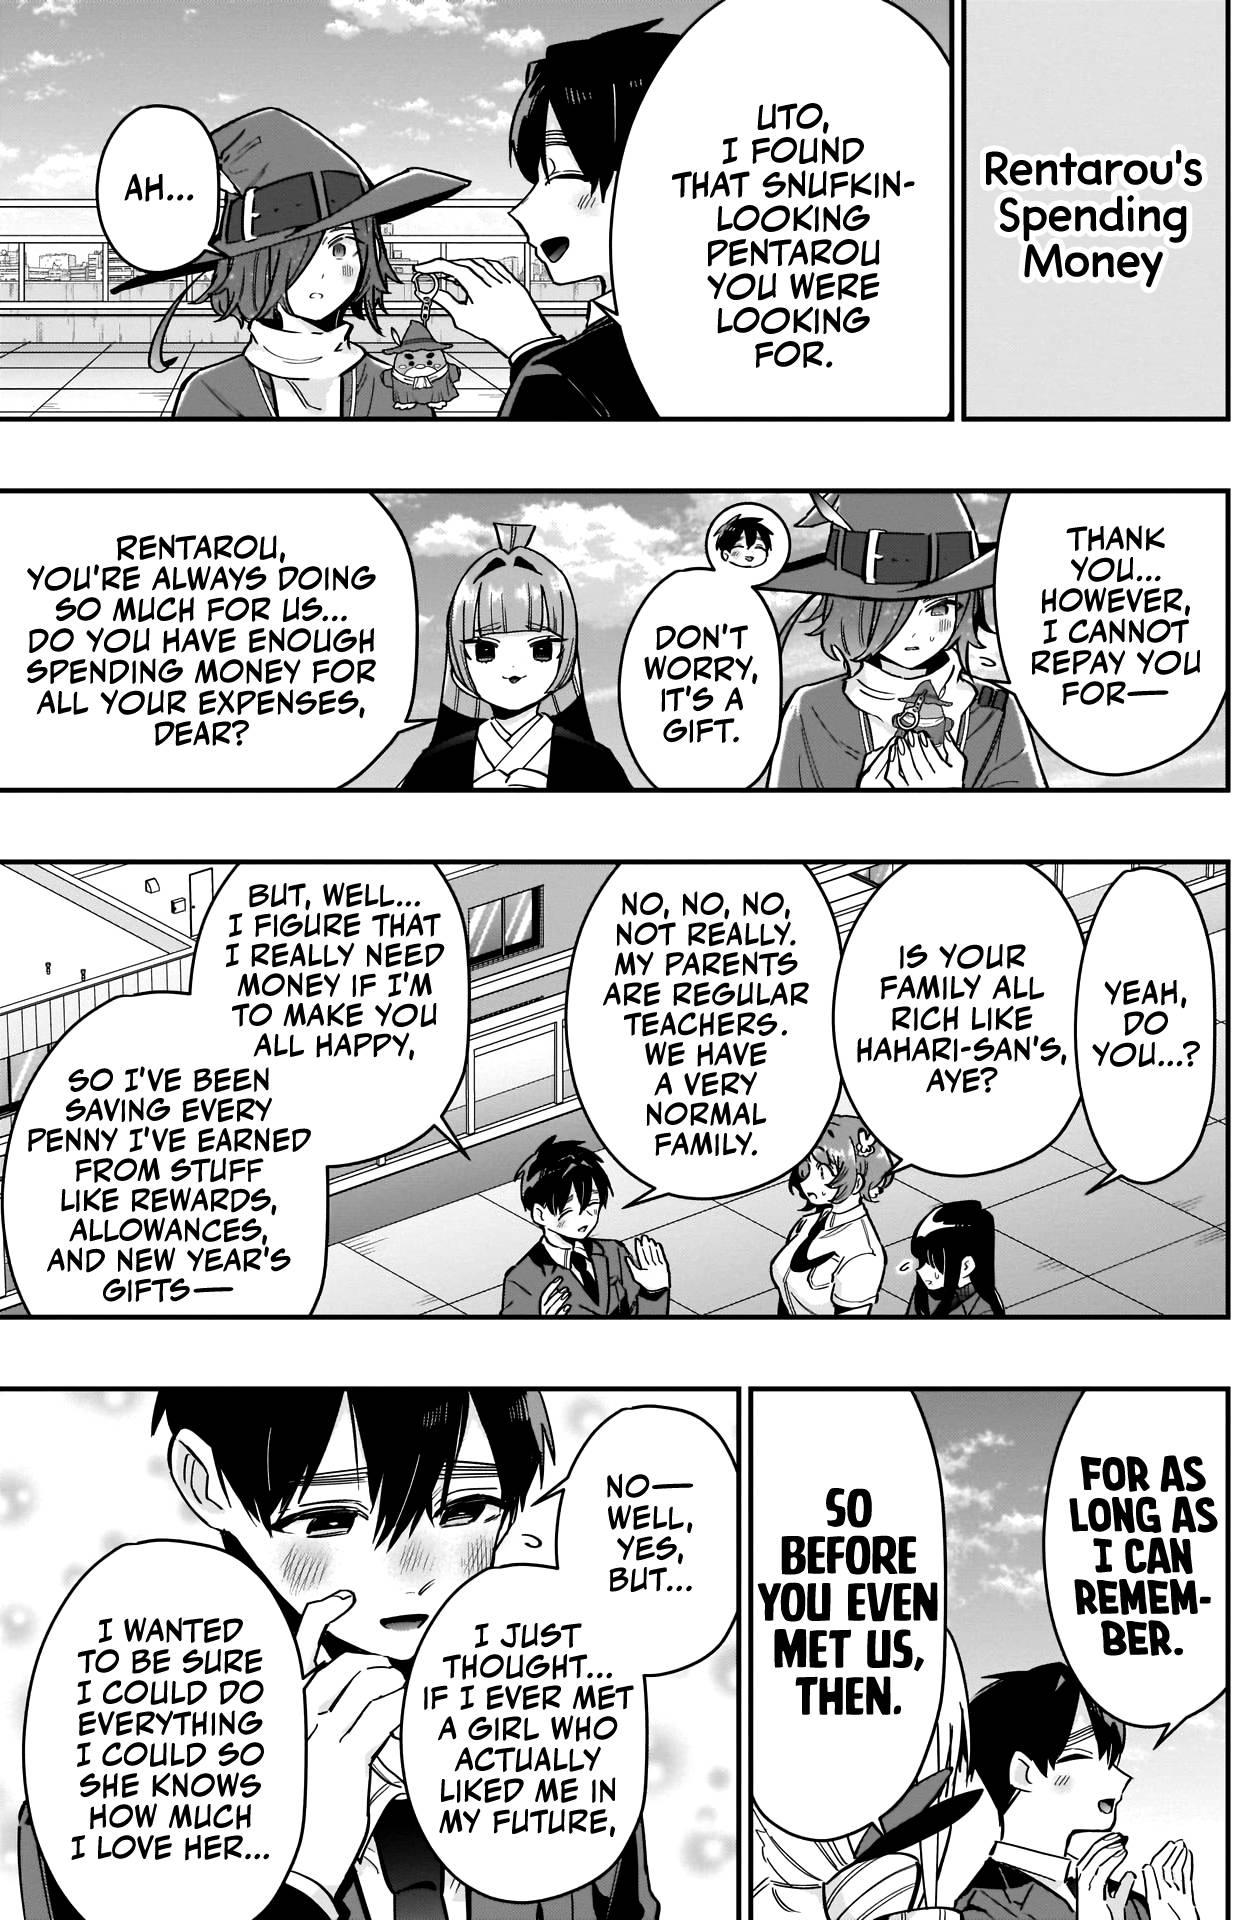 Rentarou's
Spending
Money
UTO,
I FOUND
THAT SNUFKIN-
LOOKING
PENTAROU
YOU WERE
LOOKING
FOR.
AH...
THANK
YOU...
HOWEVER,
I CANNOT
REPAY YOU
FOR—
DON'T
WORRY,
IT'S A
GIFT.
RENTAROU,
YOU'RE ALWAYS DOING
SO MUCH FOR US...
DO YOU HAVE ENOUGH
SPENDING MONEY FOR
ALL YOUR EXPENSES,
DEAR?
YEAH,
DO
YOU...?
IS YOUR
FAMILY ALL
RICH LIKE
HAHARI-SAN'S,
AYE?
NO, NO, NO,
NOT REALLY.
MY PARENTS
ARE REGULAR
TEACHERS.
WE HAVE
A VERY
NORMAL
FAMILY.
BUT, WELL...
I FIGURE THAT
I REALLY NEED
MONEY IF I'M
TO MAKE YOU
ALL HAPPY,
SO I'VE BEEN
SAVING EVERY
PENNY I'VE EARNED
FROM STUFF
LIKE REWARDS,
ALLOWANCES,
AND NEW YEAR'S
GIFTS—
FOR AS
LONG AS
I CAN
REMEM-
BER.
SO
BEFORE
YOU EVEN
MET US,
THEN.
NO—
WELL,
YES,
BUT...
I JUST
THOUGHT...
IF I EVER MET
A GIRL WHO
ACTUALLY
LIKED ME IN
MY FUTURE,
I WANTED
TO BE SURE
I COULD DO
EVERYTHING
I COULD SO
SHE KNOWS
HOW MUCH
I LOVE HER...